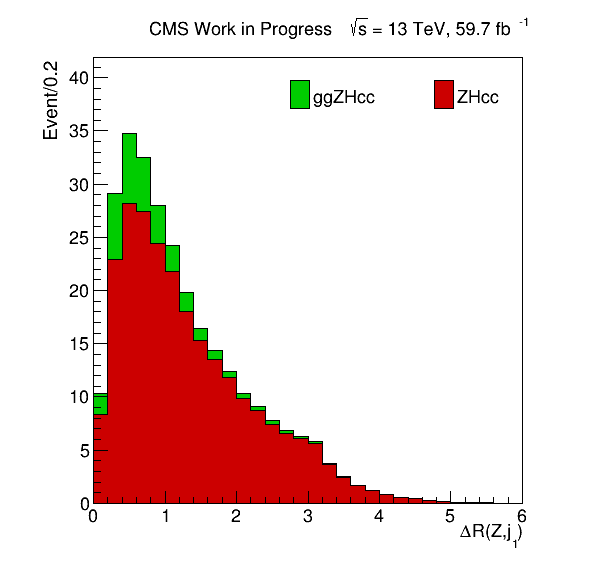 CMS Work in Progress √s = 13 TeV, 59.7 fb⁻¹
Event/0.2
ggZHcc ZHcc
40
35
30
25
20
15
10
5
0
0 1 2 3 4 5 6
ΔR(Z,j₁)